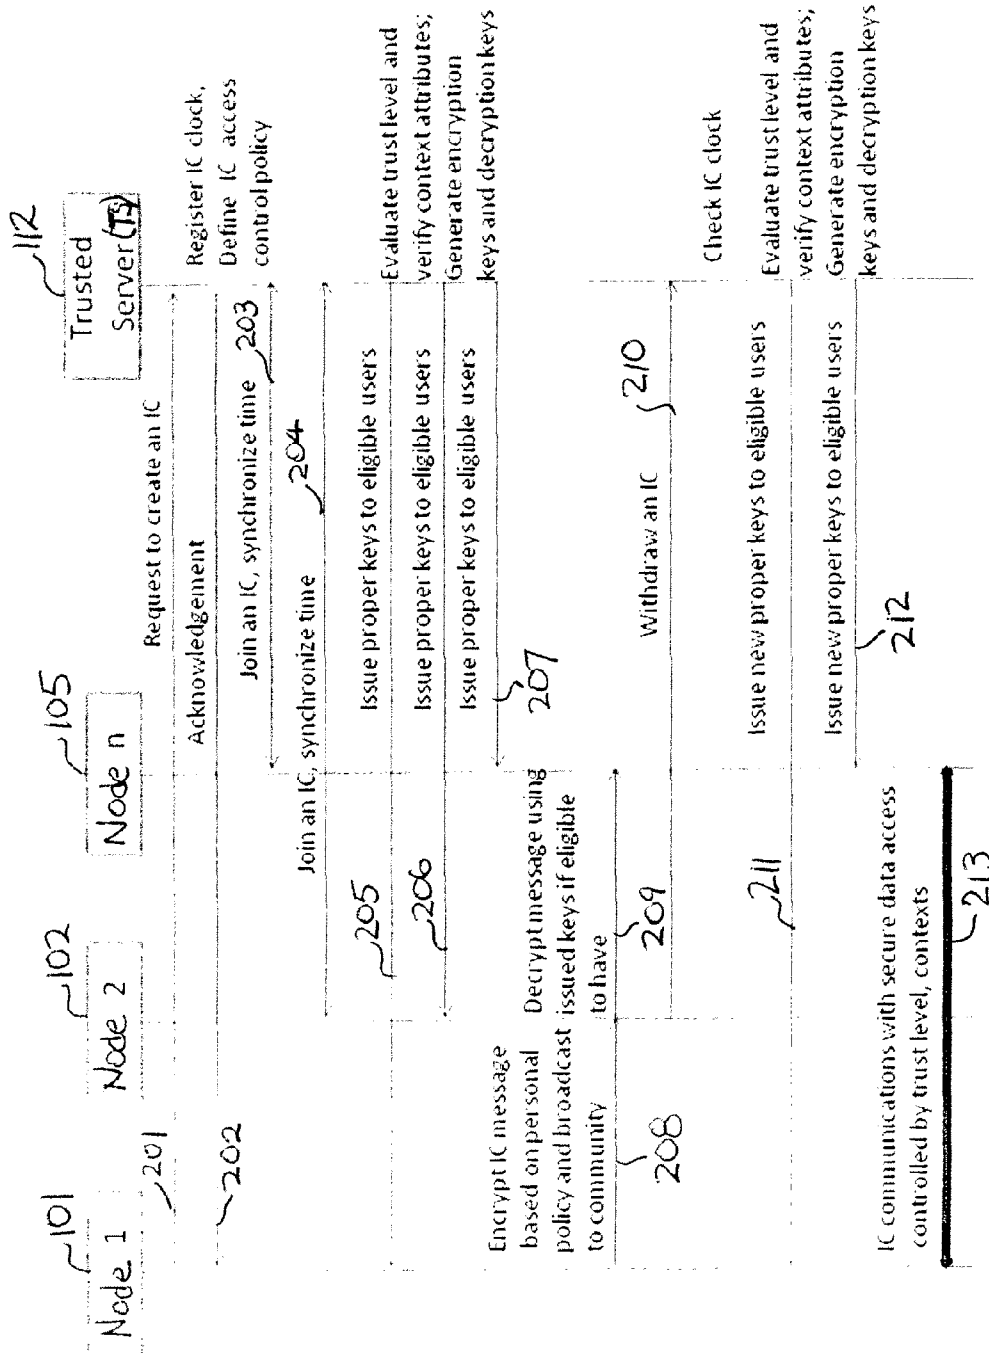 101
Node 1
102
Node 2
105
Node n
112
Trusted
Server (TS)
201
Request to create an IC
Register IC clock,
Define IC access
control policy
202
Acknowledgement
Join an IC, synchronize time
203
Join an IC, synchronize time
204
205
Issue proper keys to eligible users
206
Issue proper keys to eligible users
Issue proper keys to eligible users
207
Evaluate trust level and
verify context attributes;
Generate encryption
keys and decryption keys
Encrypt IC message
based on personal
policy and broadcast
to community
208
Decrypt message using
issued keys if eligible
to have
209
Withdraw an IC
210
Check IC clock
211
Issue new proper keys to eligible users
Issue new proper keys to eligible users
212
Evaluate trust level and
verify context attributes;
Generate encryption
keys and decryption keys
IC communications with secure data access
controlled by trust level, contexts
213